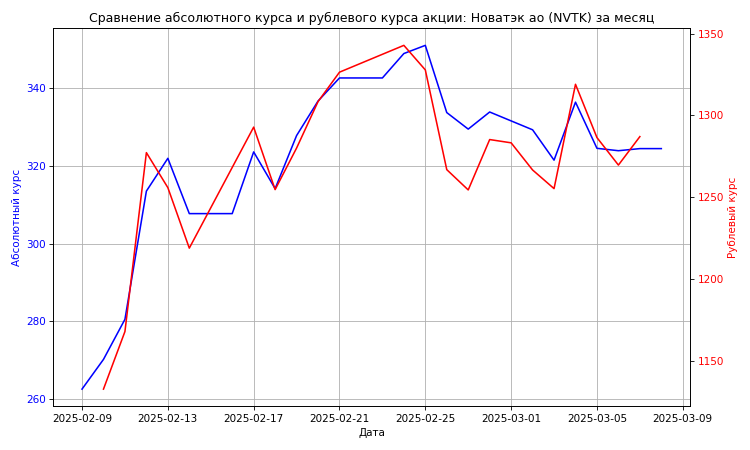 Сравнение абсолютного курса и рублевого курса акции: Новатэк ао (NVTK) за месяц
Абсолютный курс
340
320
300
280
260
1350
1300
1250
1200
1150
Рублевый курс
2025-02-09 2025-02-13 2025-02-17 2025-02-21 2025-02-25 2025-03-01 2025-03-05 2025-03-09
Дата